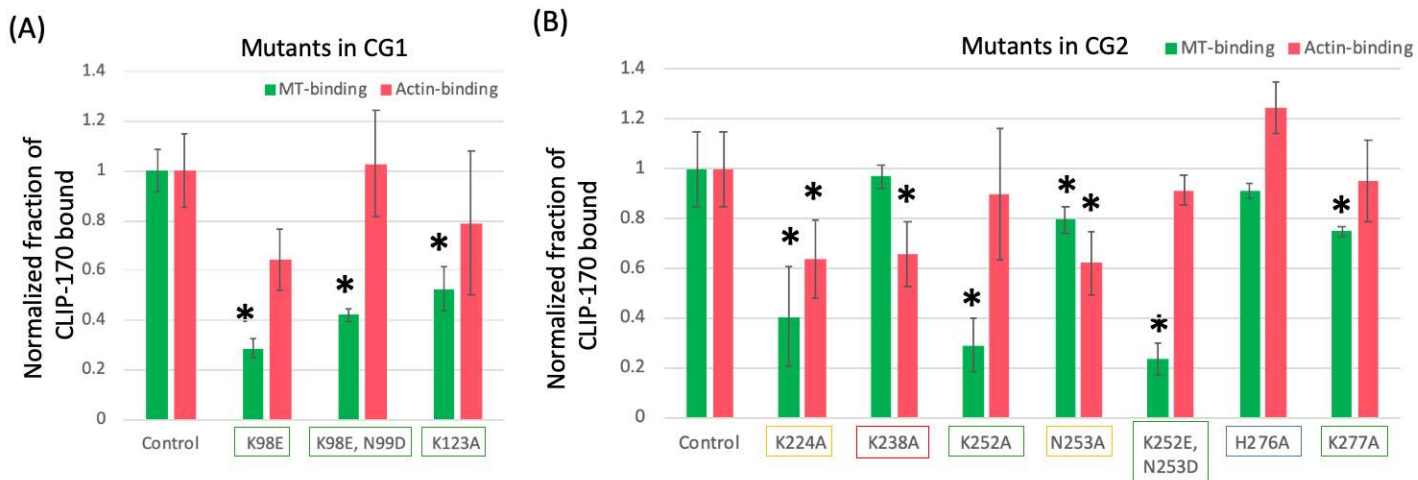 (A)
Mutants in CG1
MT-binding Actin-binding
Normalized fraction of
CLIP-170 bound
1.4
1.2
1
0.8
0.6
0.4
0.2
0
* * *
Control K98E K98E, N99D K123A
(B)
Mutants in CG2
MT-binding Actin-binding
Normalized fraction of
CLIP-170 bound
1.4
1.2
1
0.8
0.6
0.4
0.2
0
* * * * * * * *
Control K224A K238A K252A N253A K252E, H276A K277A
N253D